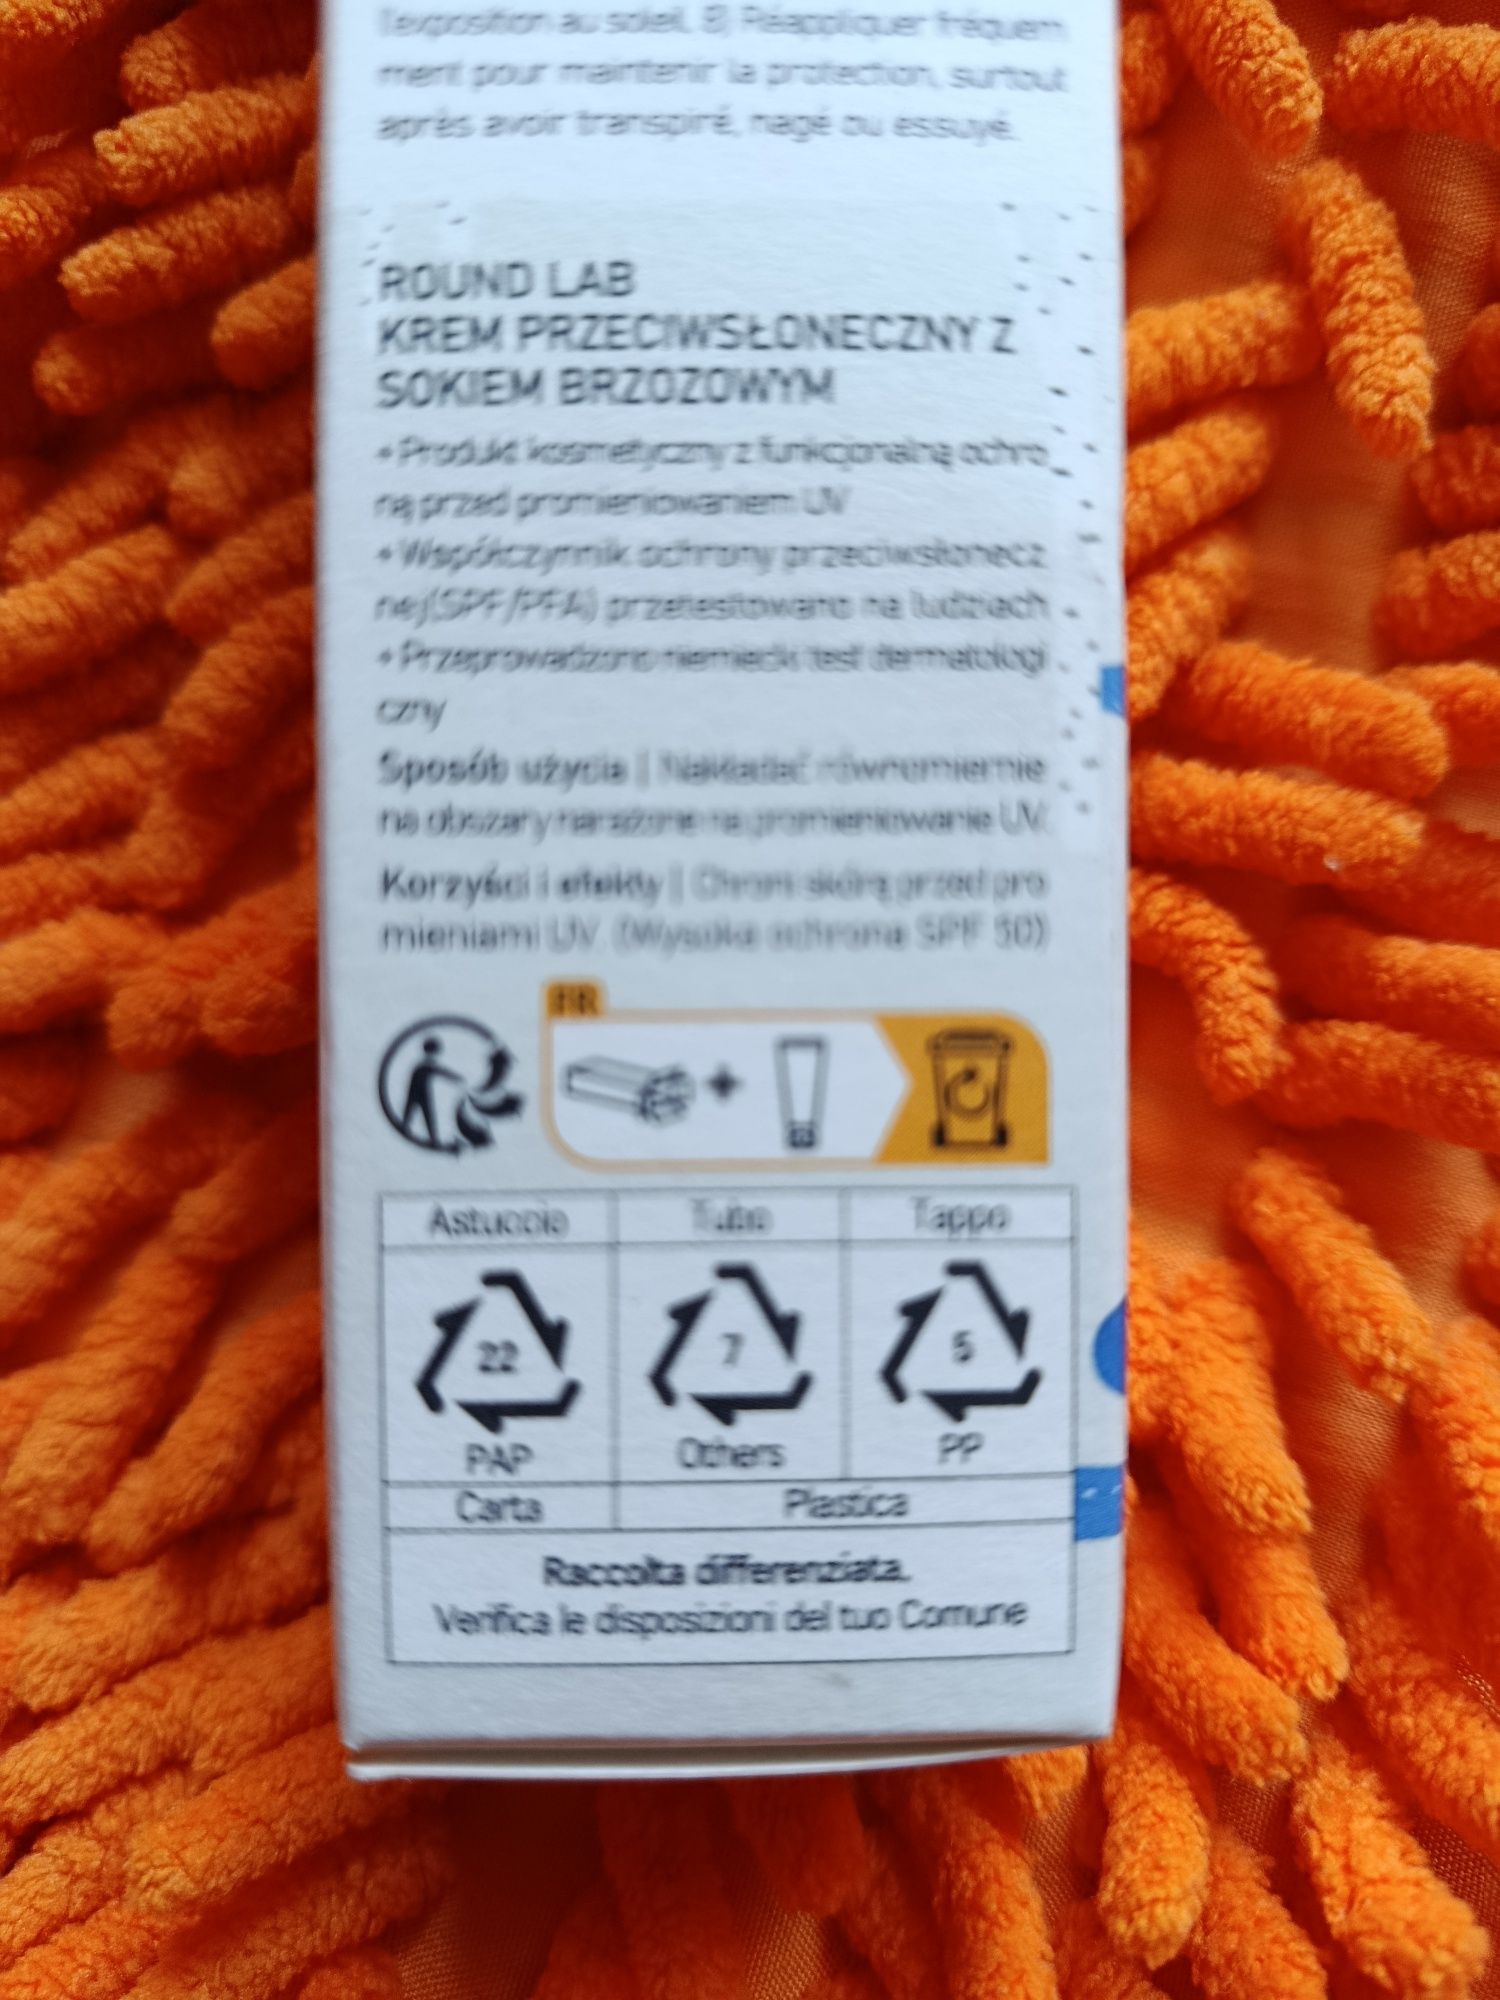 l'exposition au soleil. 8) Réappliquer fréquem
ment pour maintenir la protection, surtout
après avoir transpiré, nagé ou essuyé.
ROUND LAB
KREM PRZECIWSŁONECZNY Z
SOKIEM BRZOZOWYM
• Produkt kosmetyczny z funkcjonalną ochro
ną przed promieniowaniem UV
• Współczynnik ochrony przeciwsłonecz
nej(SPF/PFA) przetestowano na ludziach
• Przeprowadzono niemiecki test dermatologi
czny
Sposób użycia | Nakładać równomiernie
na obszary narażone na promieniowanie UV.
Korzyści i efekty | Chroni skórę przed pro
mieniami UV. (Wysoka ochrona SPF 50)
FR
+
Astuccio Tubo Tappo
22 7 5
PAP Others PP
Carta Plastica
Raccolta differenziata.
Verifica le disposizioni del tuo Comune